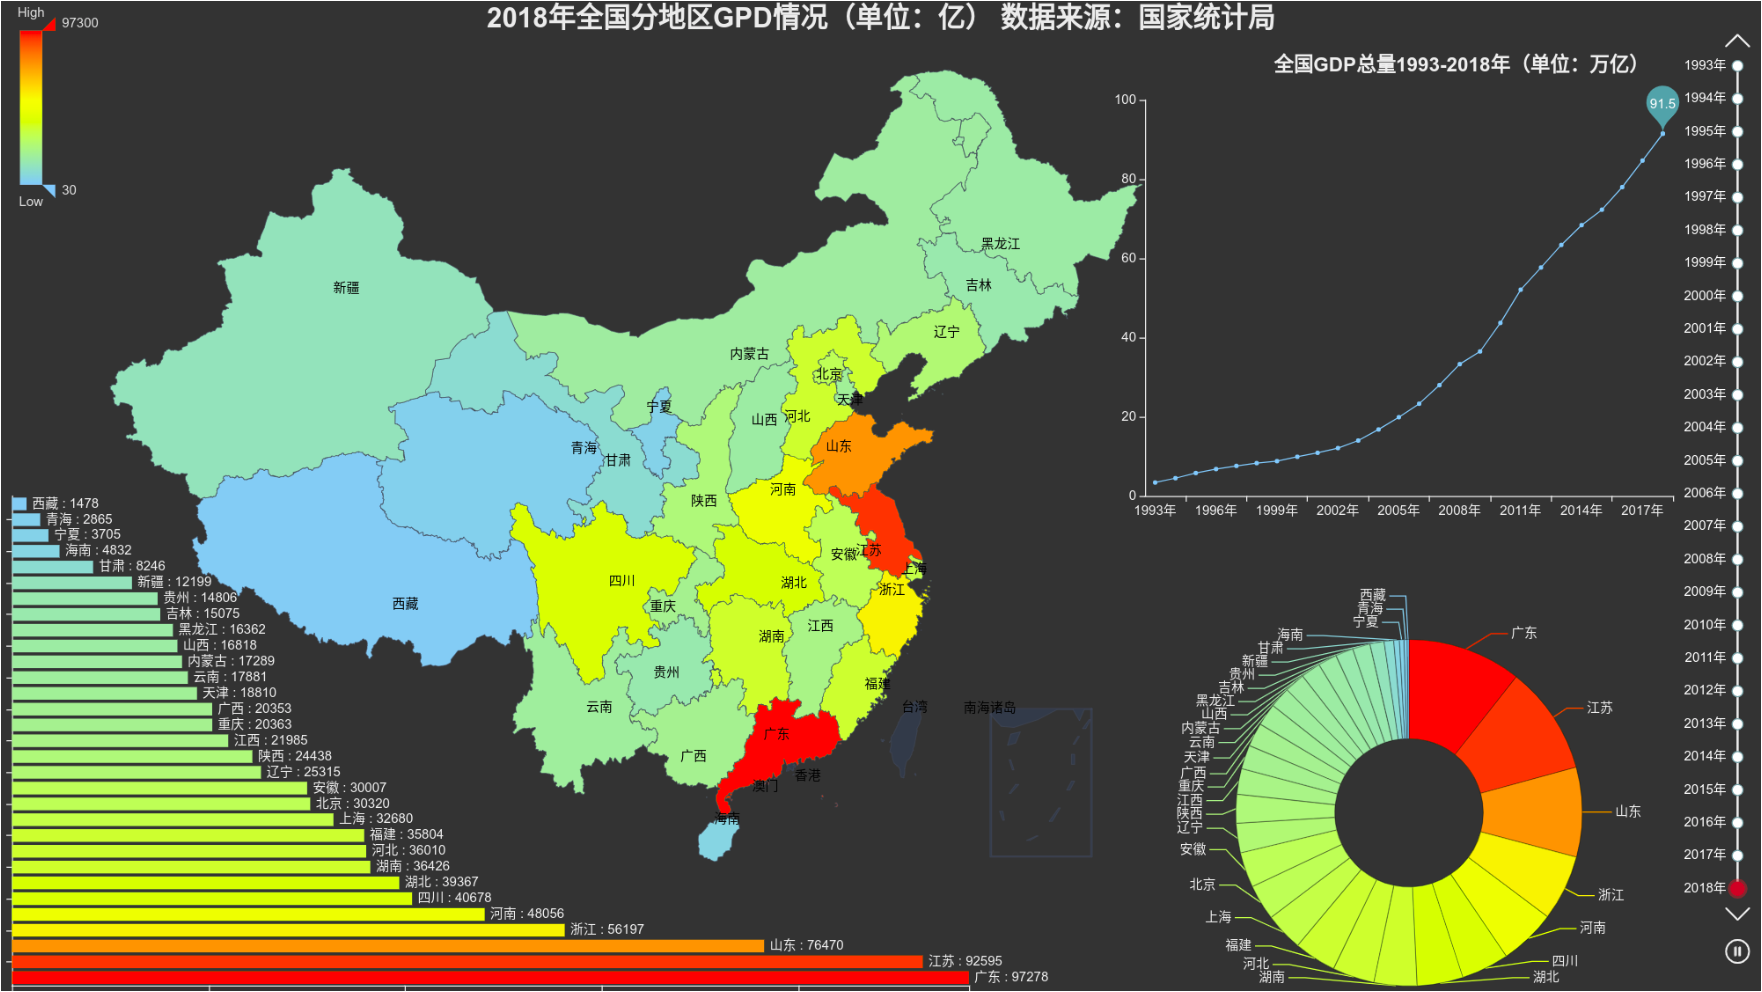 2018年全国分地区GPD情况（单位：亿） 数据来源：国家统计局
High
97300
30
Low
新疆
西藏
青海
甘肃
宁夏
内蒙古
黑龙江
吉林
辽宁
北京
天津
河北
山西
山东
陕西
河南
安徽
江苏
上海
浙江
四川
重庆
湖北
湖南
江西
贵州
云南
广西
广东
福建
台湾
南海诸岛
香港
澳门
海南
西藏 : 1478
青海 : 2865
宁夏 : 3705
海南 : 4832
甘肃 : 8246
新疆 : 12199
贵州 : 14806
吉林 : 15075
黑龙江 : 16362
山西 : 16818
内蒙古 : 17289
云南 : 17881
天津 : 18810
广西 : 20353
重庆 : 20363
江西 : 21985
陕西 : 24438
辽宁 : 25315
安徽 : 30007
北京 : 30320
上海 : 32680
福建 : 35804
河北 : 36010
湖南 : 36426
湖北 : 39367
四川 : 40678
河南 : 48056
浙江 : 56197
山东 : 76470
江苏 : 92595
广东 : 97278
全国GDP总量1993-2018年（单位：万亿）
91.5
100
80
60
40
20
0
1993年 1996年 1999年 2002年 2005年 2008年 2011年 2014年 2017年
西藏
青海
宁夏
海南
甘肃
新疆
贵州
吉林
黑龙江
山西
内蒙古
云南
天津
广西
重庆
江西
陕西
辽宁
安徽
北京
上海
福建
河北
湖南
广东
江苏
山东
浙江
河南
四川
湖北
1993年
1994年
1995年
1996年
1997年
1998年
1999年
2000年
2001年
2002年
2003年
2004年
2005年
2006年
2007年
2008年
2009年
2010年
2011年
2012年
2013年
2014年
2015年
2016年
2017年
2018年